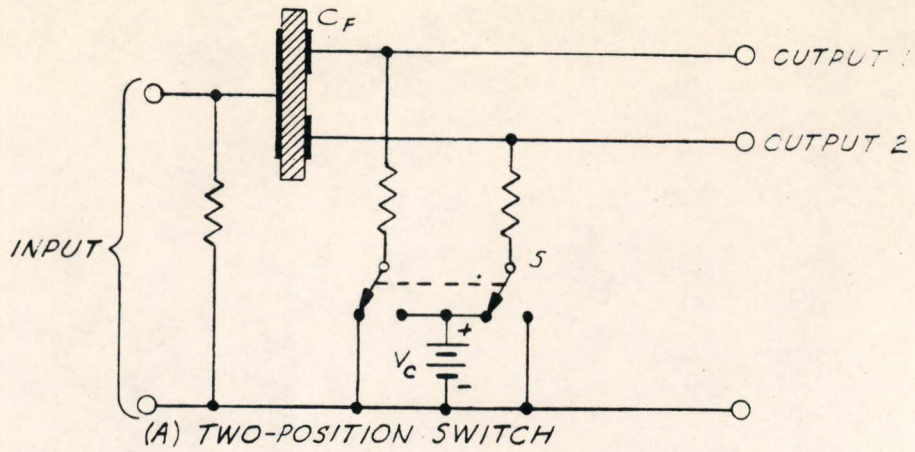 C_F
OUTPUT 1
OUTPUT 2
INPUT
S
+
V_C
-
(A) TWO-POSITION SWITCH